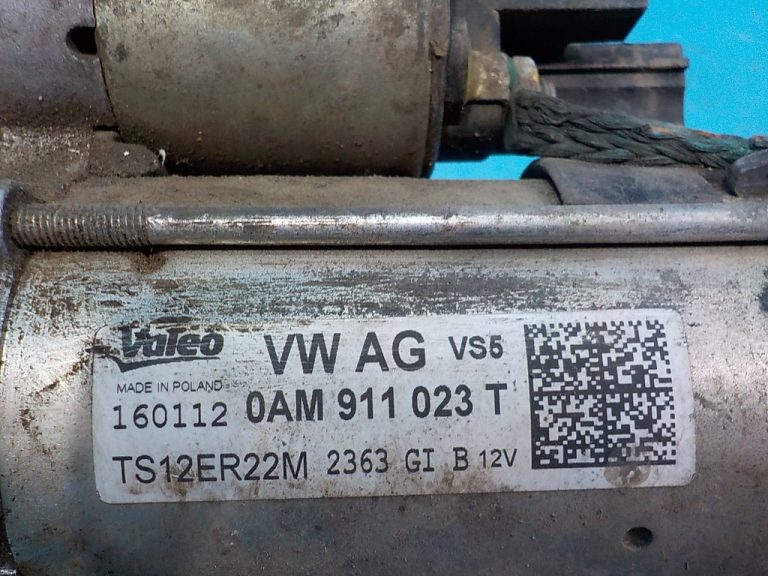 Valeo VW AG VS5
MADE IN POLAND
160112 0AM 911 023 T
TS12ER22M 2363 GI B 12V